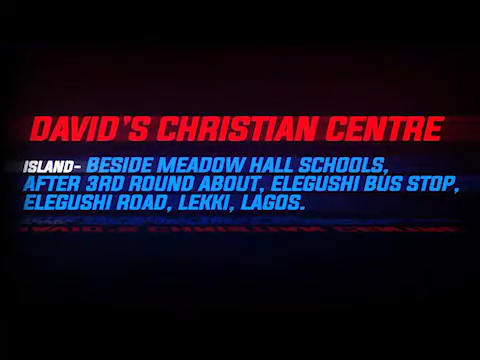 DAVID'S CHRISTIAN CENTRE
ISLAND- BESIDE MEADOW HALL SCHOOLS,
AFTER 3RD ROUND ABOUT, ELEGUSHI BUS STOP,
ELEGUSHI ROAD, LEKKI, LAGOS.